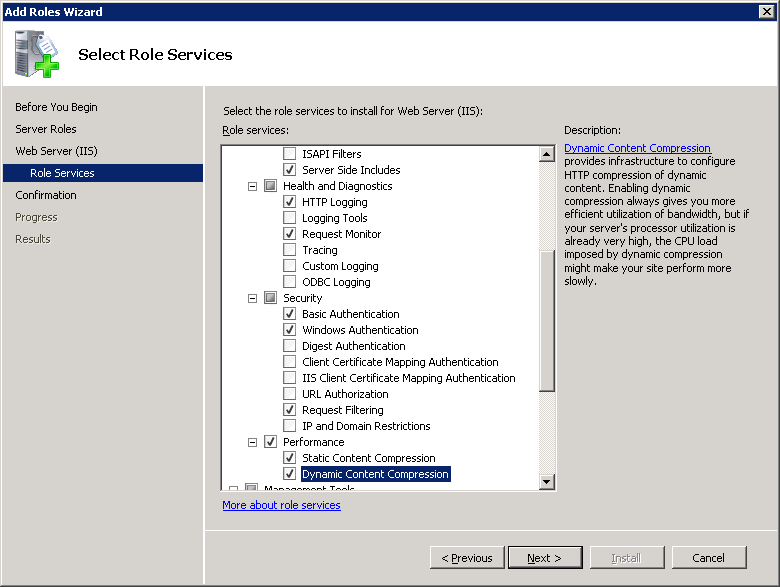 Add Roles Wizard
Select Role Services
Before You Begin
Server Roles
Web Server (IIS)
Role Services
Confirmation
Progress
Results
Select the role services to install for Web Server (IIS):
Role services:
ISAPI Filters
Server Side Includes
Health and Diagnostics
HTTP Logging
Logging Tools
Request Monitor
Tracing
Custom Logging
ODBC Logging
Security
Basic Authentication
Windows Authentication
Digest Authentication
Client Certificate Mapping Authentication
IIS Client Certificate Mapping Authentication
URL Authorization
Request Filtering
IP and Domain Restrictions
Performance
Static Content Compression
Dynamic Content Compression
Management Tools
More about role services
Description:
Dynamic Content Compression
provides infrastructure to configure
HTTP compression of dynamic
content. Enabling dynamic
compression always gives you more
efficient utilization of bandwidth, but if
your server's processor utilization is
already very high, the CPU load
imposed by dynamic compression
might make your site perform more
slowly.
< Previous
Next >
Install
Cancel